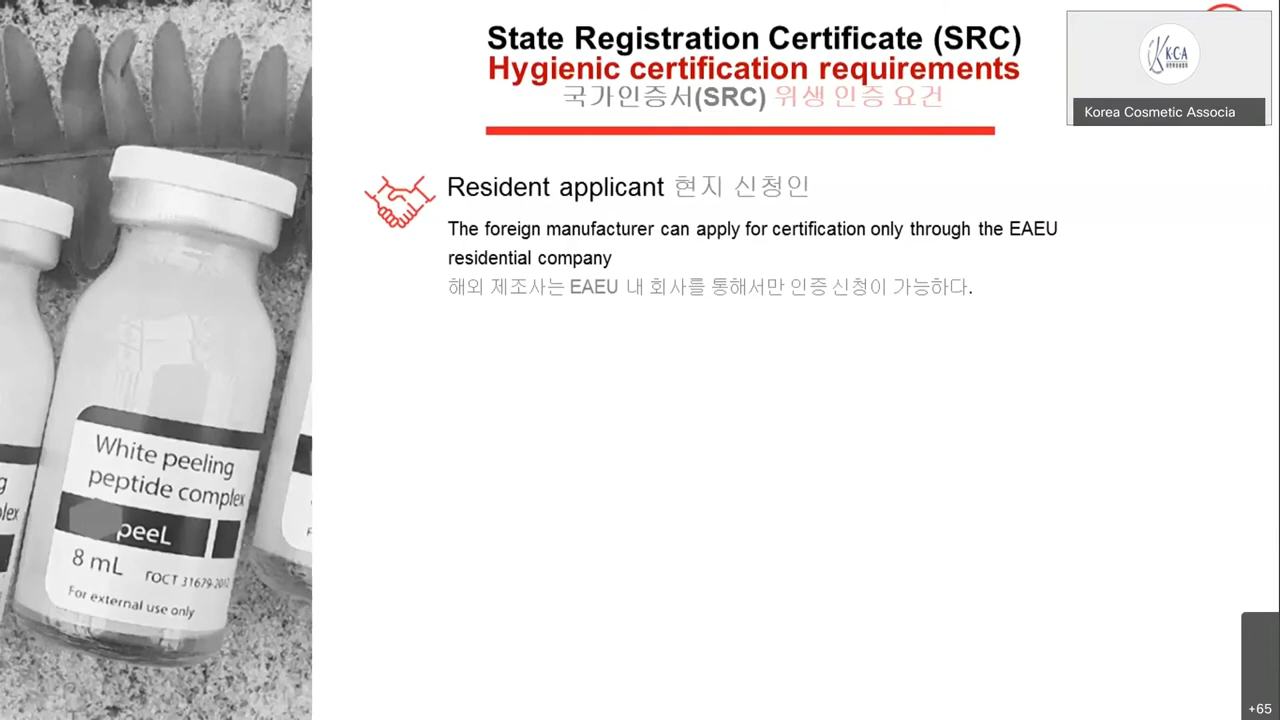 State Registration Certificate (SRC)
Hygienic certification requirements
국가인증서(SRC) 위생 인증 요건
KCA
Korea Cosmetic Associa
Resident applicant 현지 신청인
The foreign manufacturer can apply for certification only through the EAEU
residential company
해외 제조사는 EAEU 내 회사를 통해서만 인증 신청이 가능하다.
White peeling
peptide complex
peeL
8 mL ГОСТ 31679-2012
For external use only
g
plex
+65